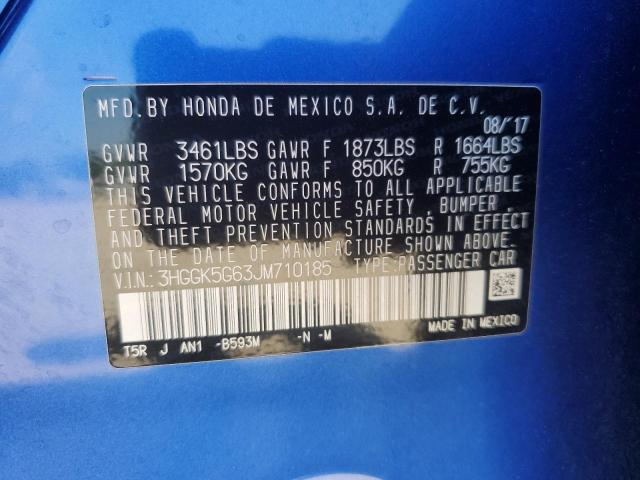 MFD.BY HONDA DE MEXICO S.A. DE C.V.
08/'17
GVWR 3461LBS GAWR F 1873LBS R 1664LBS
GVWR 1570KG GAWR F 850KG R 755KG
THIS VEHICLE CONFORMS TO ALL APPLICABLE
FEDERAL MOTOR VEHICLE SAFETY, BUMPER,
AND THEFT PREVENTION STANDARDS IN EFFECT
ON THE DATE OF MANUFACTURE SHOWN ABOVE.
V.I.N.: 3HGGK5G63JM710185 TYPE:PASSENGER CAR
T5R J AN1 -B593M -N -M
MADE IN MEXICO